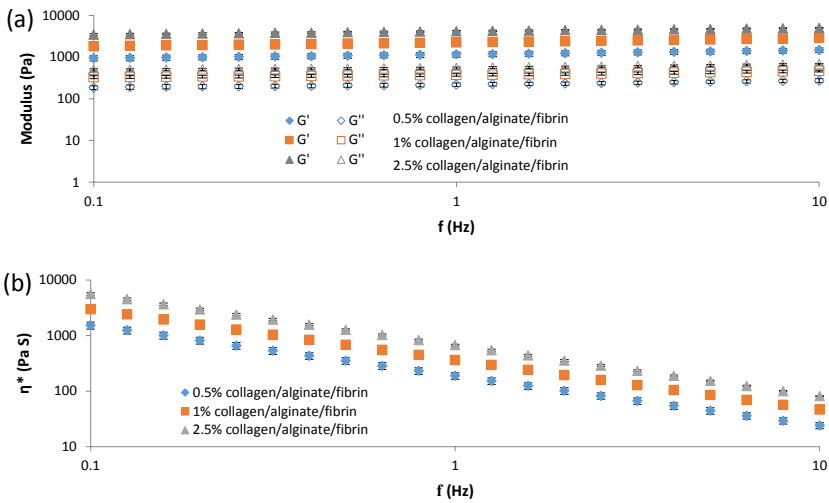 (a)
Modulus (Pa)
10000
1000
100
10
1
G' G'' 0.5% collagen/alginate/fibrin
G' G'' 1% collagen/alginate/fibrin
G' G'' 2.5% collagen/alginate/fibrin
0.1 1 10
f (Hz)
(b)
η* (Pa S)
10000
1000
100
10
0.5% collagen/alginate/fibrin
1% collagen/alginate/fibrin
2.5% collagen/alginate/fibrin
0.1 1 10
f (Hz)